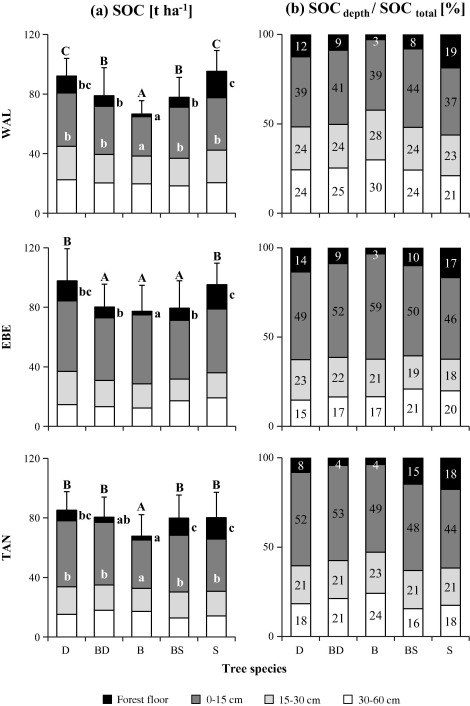 (a) SOC [t ha-1]
(b) SOC depth / SOC total [%]
WAL
120
80
40
0
C B A B C
bc b a b c
b b a b b
100
50
0
12 9 3 8 19
39 41 39 44 37
24 24 28 24 23
24 25 30 24 21
EBE
120
80
40
0
B A A A B
bc b a b c
100
50
0
14 9 3 10 17
49 52 59 50 46
23 22 21 19 18
15 17 17 21 20
TAN
120
80
40
0
B B A B B
bc ab a c c
b b a b b
100
50
0
8 4 4 15 18
52 53 49 48 44
21 21 23 21 21
18 21 24 16 18
D BD B BS S
D BD B BS S
Tree species
Forest floor 0-15 cm 15-30 cm 30-60 cm